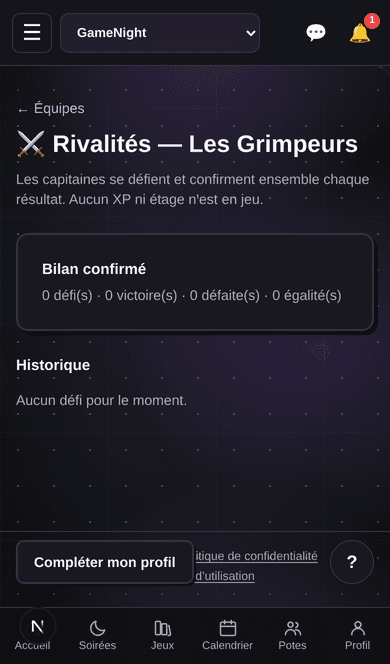 GameNight
1
← Équipes
⚔️ Rivalités — Les Grimpeurs
Les capitaines se défient et confirment ensemble chaque
résultat. Aucun XP ni étage n'est en jeu.
Bilan confirmé
0 défi(s) · 0 victoire(s) · 0 défaite(s) · 0 égalité(s)
Historique
Aucun défi pour le moment.
Compléter mon profil
itique de confidentialité
d'utilisation
?
N
Accueil
Soirées
Jeux
Calendrier
Potes
Profil